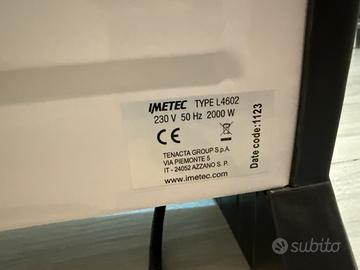 IMETEC TYPE L4602
230 V 50 Hz 2000 W
CE
TENACTA GROUP S.p.A.
VIA PIEMONTE 5
IT - 24052 AZZANO S. P.
www.imetec.com
Date code:1123
subito